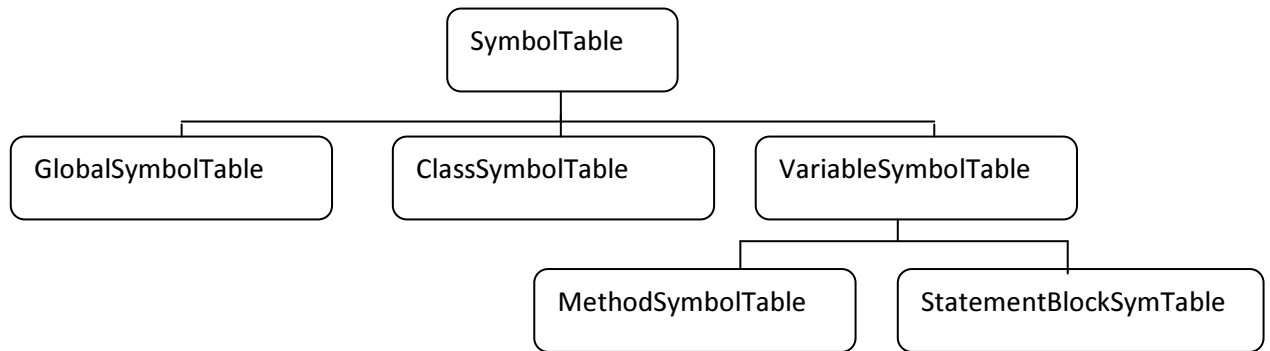 SymbolTable
GlobalSymbolTable
ClassSymbolTable
VariableSymbolTable
MethodSymbolTable
StatementBlockSymTable